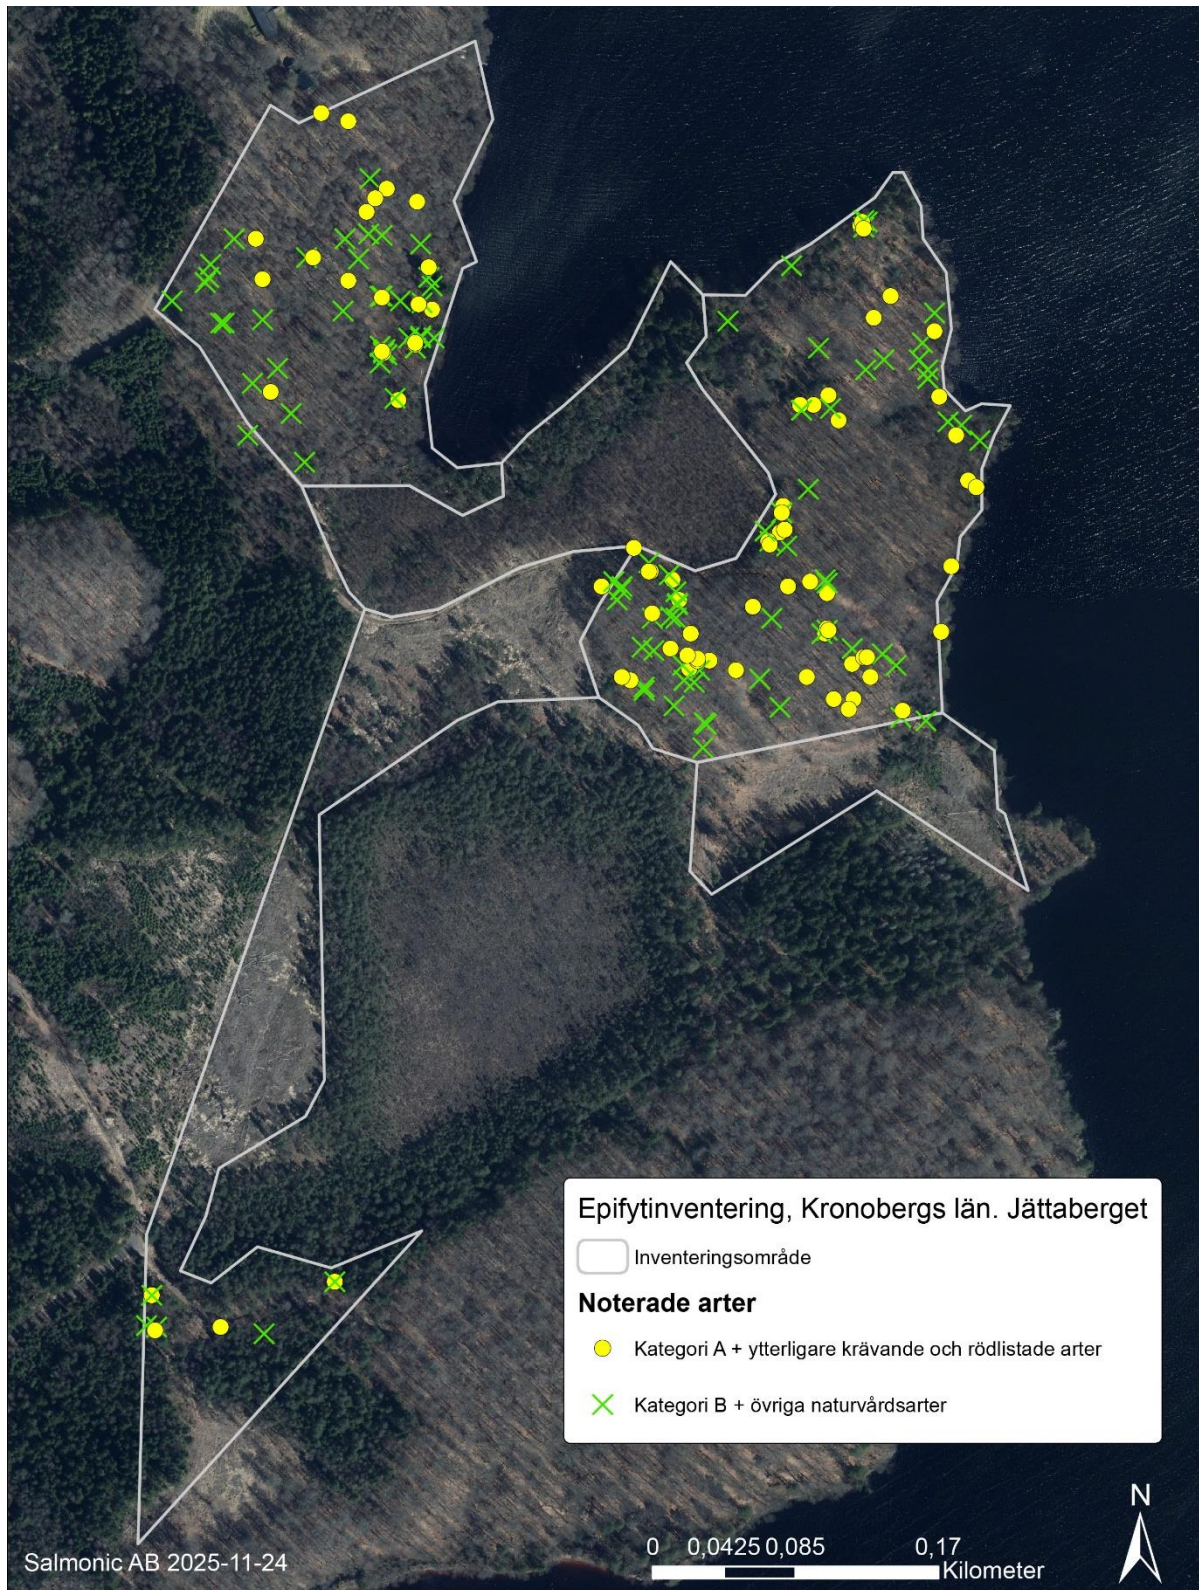 Epifytinventering, Kronobergs län. Jättaberget
Inventeringsområde
Noterade arter
Kategori A + ytterligare krävande och rödlistade arter
Kategori B + övriga naturvårdsarter
N
Salmonic AB 2025-11-24
0 0,0425 0,085 0,17
Kilometer